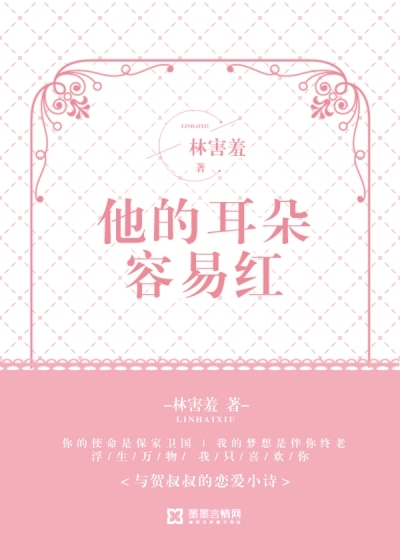 LINHAIXIU
林害羞
著
他的耳朵
容易红
–林害羞 著–
LINHAIXIU
你的使命是保家卫国 | 我的梦想是伴你终老
浮/生/万/物/ 我/只/喜/欢/你
<与贺叔叔的恋爱小诗>
墨墨言情网